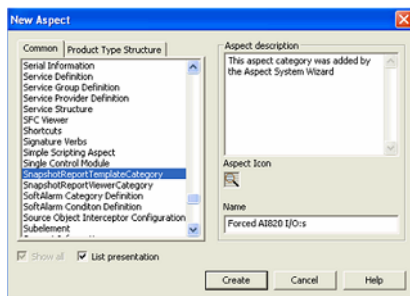 New Aspect
Common
Product Type Structure
Serial Information
Service Definition
Service Group Definition
Service Provider Definition
Service Structure
SFC Viewer
Shortcuts
Signature Verbs
Simple Scripting Aspect
Single Control Module
SnapshotReportTemplateCategory
SnapshotReportViewerCategory
SoftAlarm Category Definition
SoftAlarm Conditon Definition
Source Object Interceptor Configuration
Subelement
Aspect description
This aspect category was added by
the Aspect System Wizard
Aspect Icon
Name
Forced AI820 I/O:s
Show all
List presentation
Create
Cancel
Help